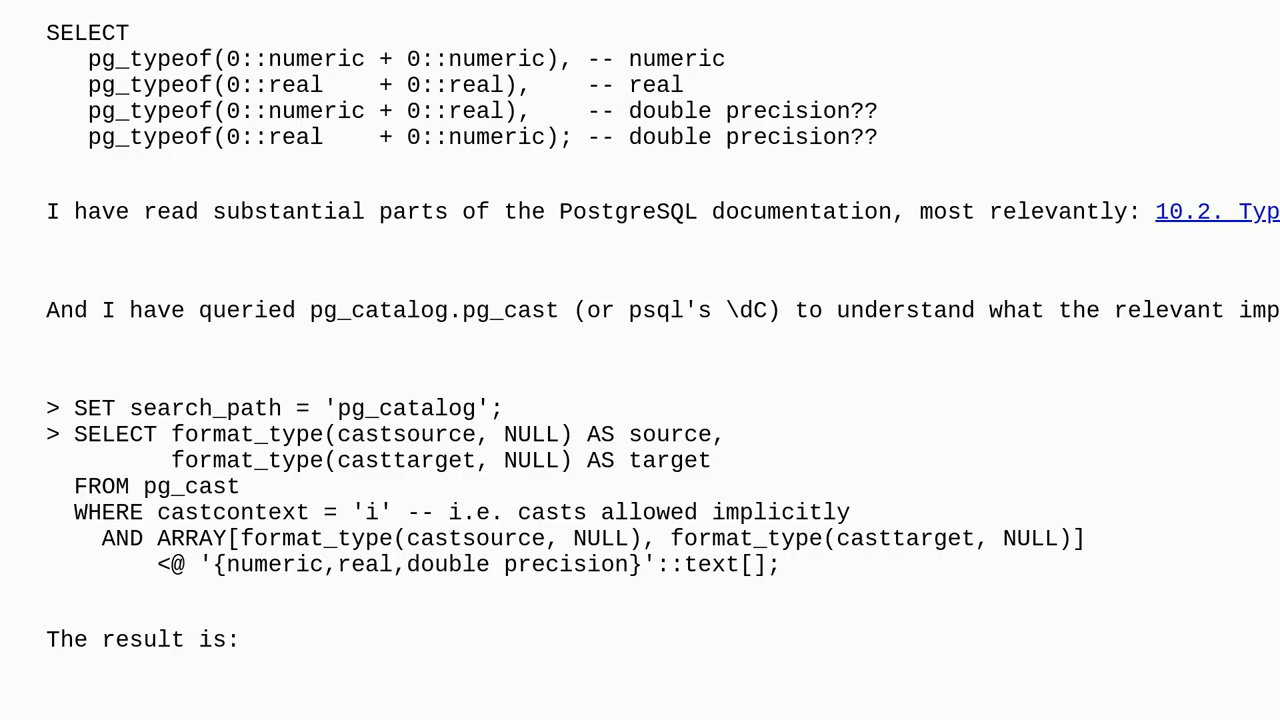 SELECT
   pg_typeof(0::numeric + 0::numeric), -- numeric
   pg_typeof(0::real    + 0::real),    -- real
   pg_typeof(0::numeric + 0::real),    -- double precision??
   pg_typeof(0::real    + 0::numeric); -- double precision??
I have read substantial parts of the PostgreSQL documentation, most relevantly: 10.2. Typ
And I have queried pg_catalog.pg_cast (or psql's \dC) to understand what the relevant imp
> SET search_path = 'pg_catalog';
> SELECT format_type(castsource, NULL) AS source,
         format_type(casttarget, NULL) AS target
  FROM pg_cast
  WHERE castcontext = 'i' -- i.e. casts allowed implicitly
    AND ARRAY[format_type(castsource, NULL), format_type(casttarget, NULL)]
        <@ '{numeric,real,double precision}'::text[];
The result is: